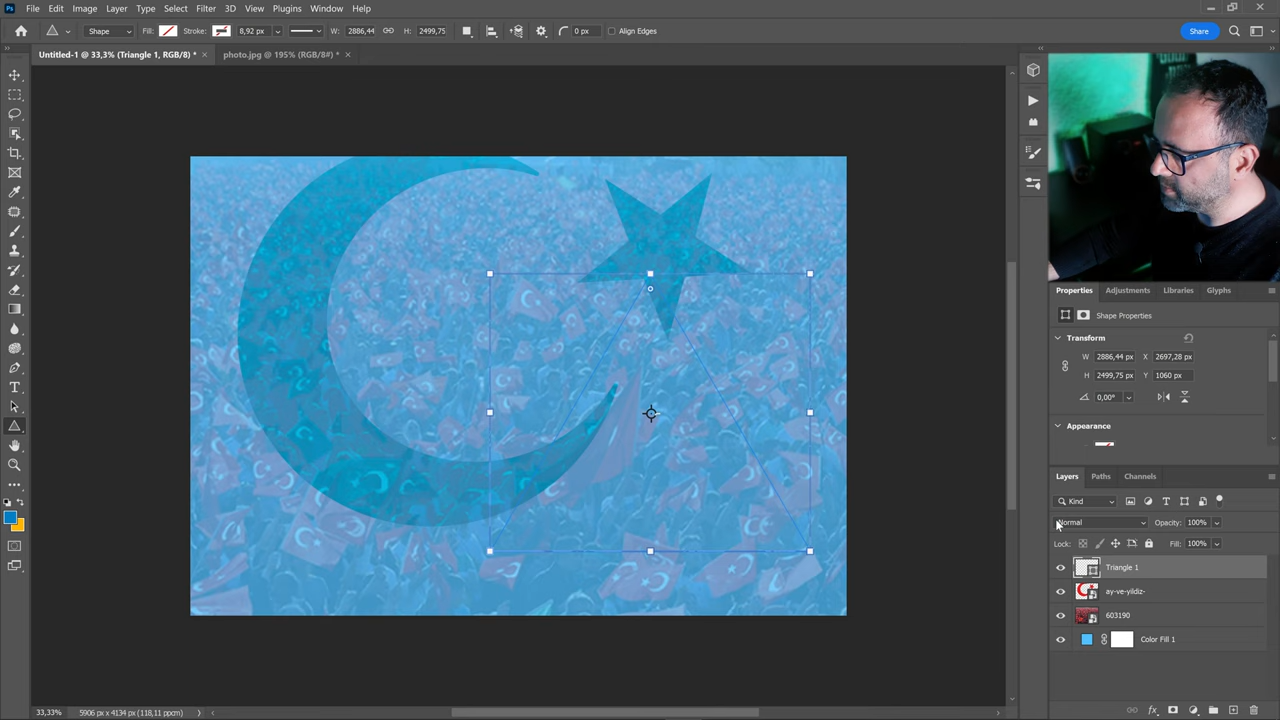 Ps File Edit Image Layer Type Select Filter 3D View Plugins Window Help
Shape Fill: Stroke: 8,92 px W: 2886,44 H: 2499,75 0 px Align Edges Share
Untitled-1 @ 33,3% (Triangle 1, RGB/8) * × photo.jpg @ 195% (RGB/8#) * ×
Properties Adjustments Libraries Glyphs
Shape Properties
Transform
W 2886,44 px X 2697,28 px
H 2499,75 px Y 1060 px
0,00°
Appearance
Layers Paths Channels
Kind
Normal Opacity: 100%
Lock: Fill: 100%
Triangle 1
ay-ve-yildiz-
603190
Color Fill 1
33,33% 5906 px x 4134 px (118,11 ppcm)